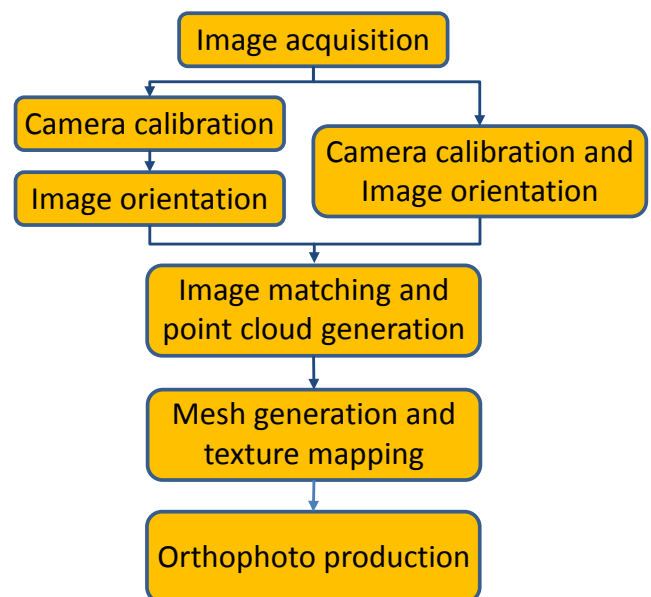 Image acquisition
Camera calibration
Image orientation
Camera calibration and
Image orientation
Image matching and
point cloud generation
Mesh generation and
texture mapping
Orthophoto production